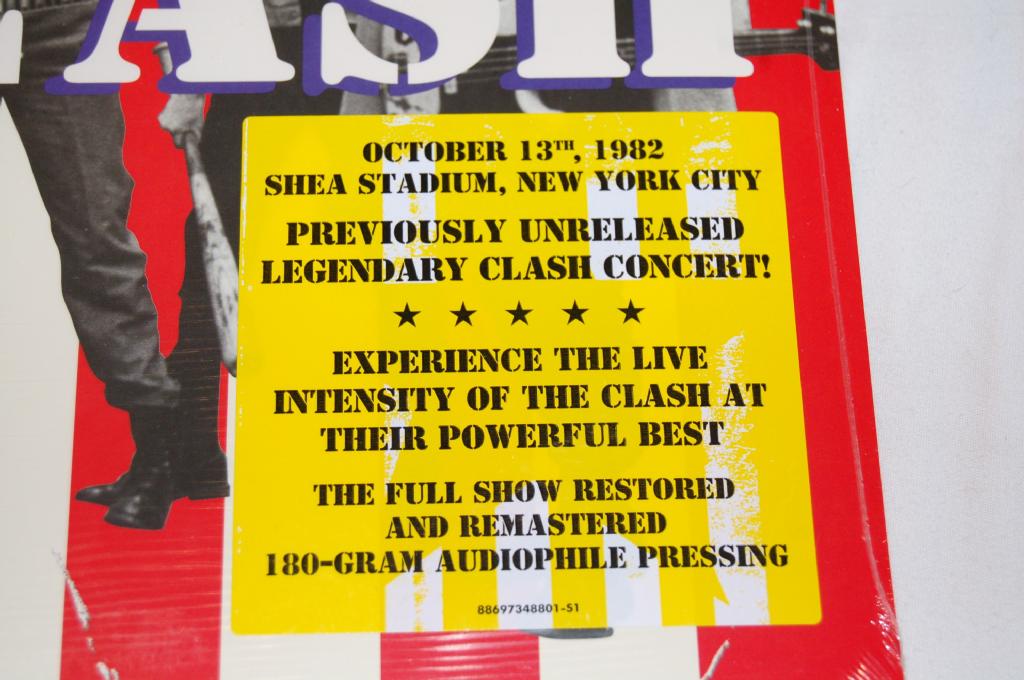 ASH
OCTOBER 13TH, 1982
SHEA STADIUM, NEW YORK CITY
PREVIOUSLY UNRELEASED
LEGENDARY CLASH CONCERT!
★ ★ ★ ★ ★
EXPERIENCE THE LIVE
INTENSITY OF THE CLASH AT
THEIR POWERFUL BEST
THE FULL SHOW RESTORED
AND REMASTERED
180-GRAM AUDIOPHILE PRESSING
88697348801-S1